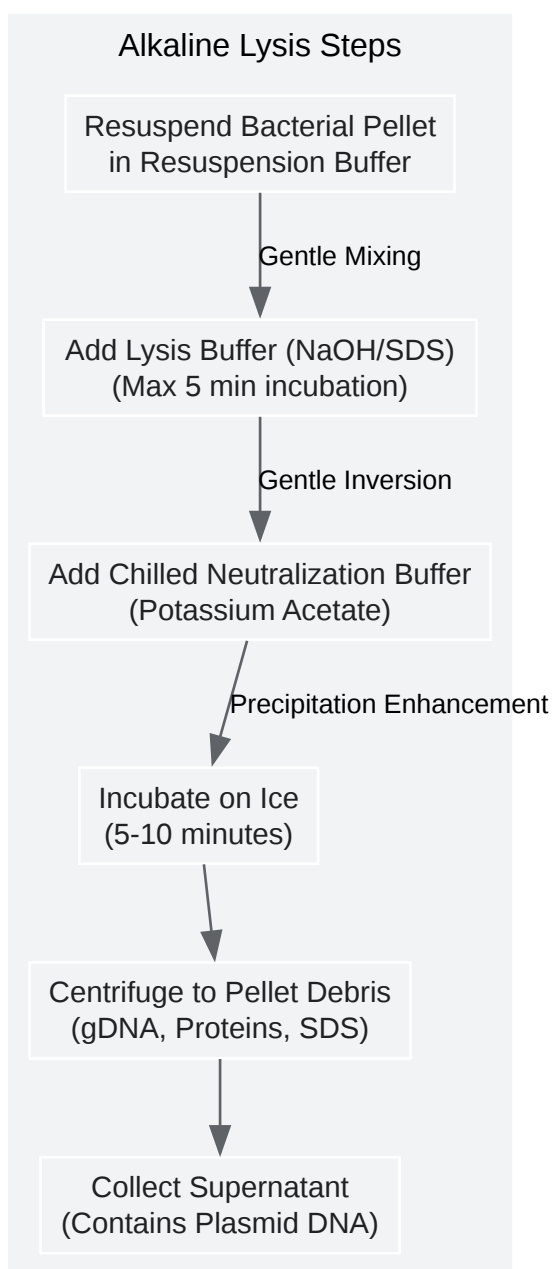 Alkaline Lysis Steps
Resuspend Bacterial Pellet
in Resuspension Buffer
Gentle Mixing
Add Lysis Buffer (NaOH/SDS)
(Max 5 min incubation)
Gentle Inversion
Add Chilled Neutralization Buffer
(Potassium Acetate)
Precipitation Enhancement
Incubate on Ice
(5-10 minutes)
Centrifuge to Pellet Debris
(gDNA, Proteins, SDS)
Collect Supernatant
(Contains Plasmid DNA)